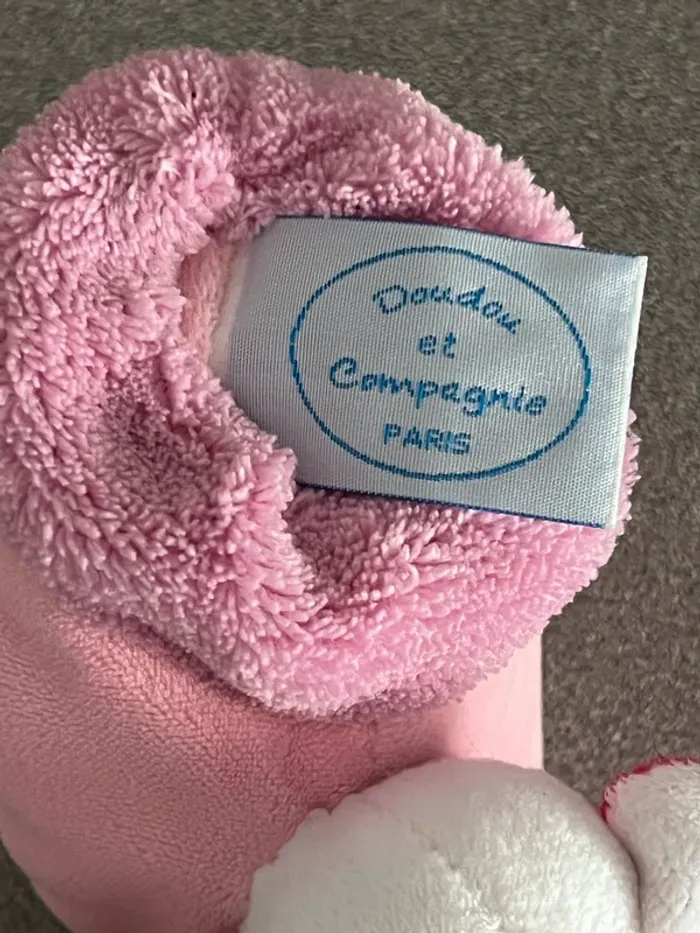 Doudou
et
Compagnie
PARIS